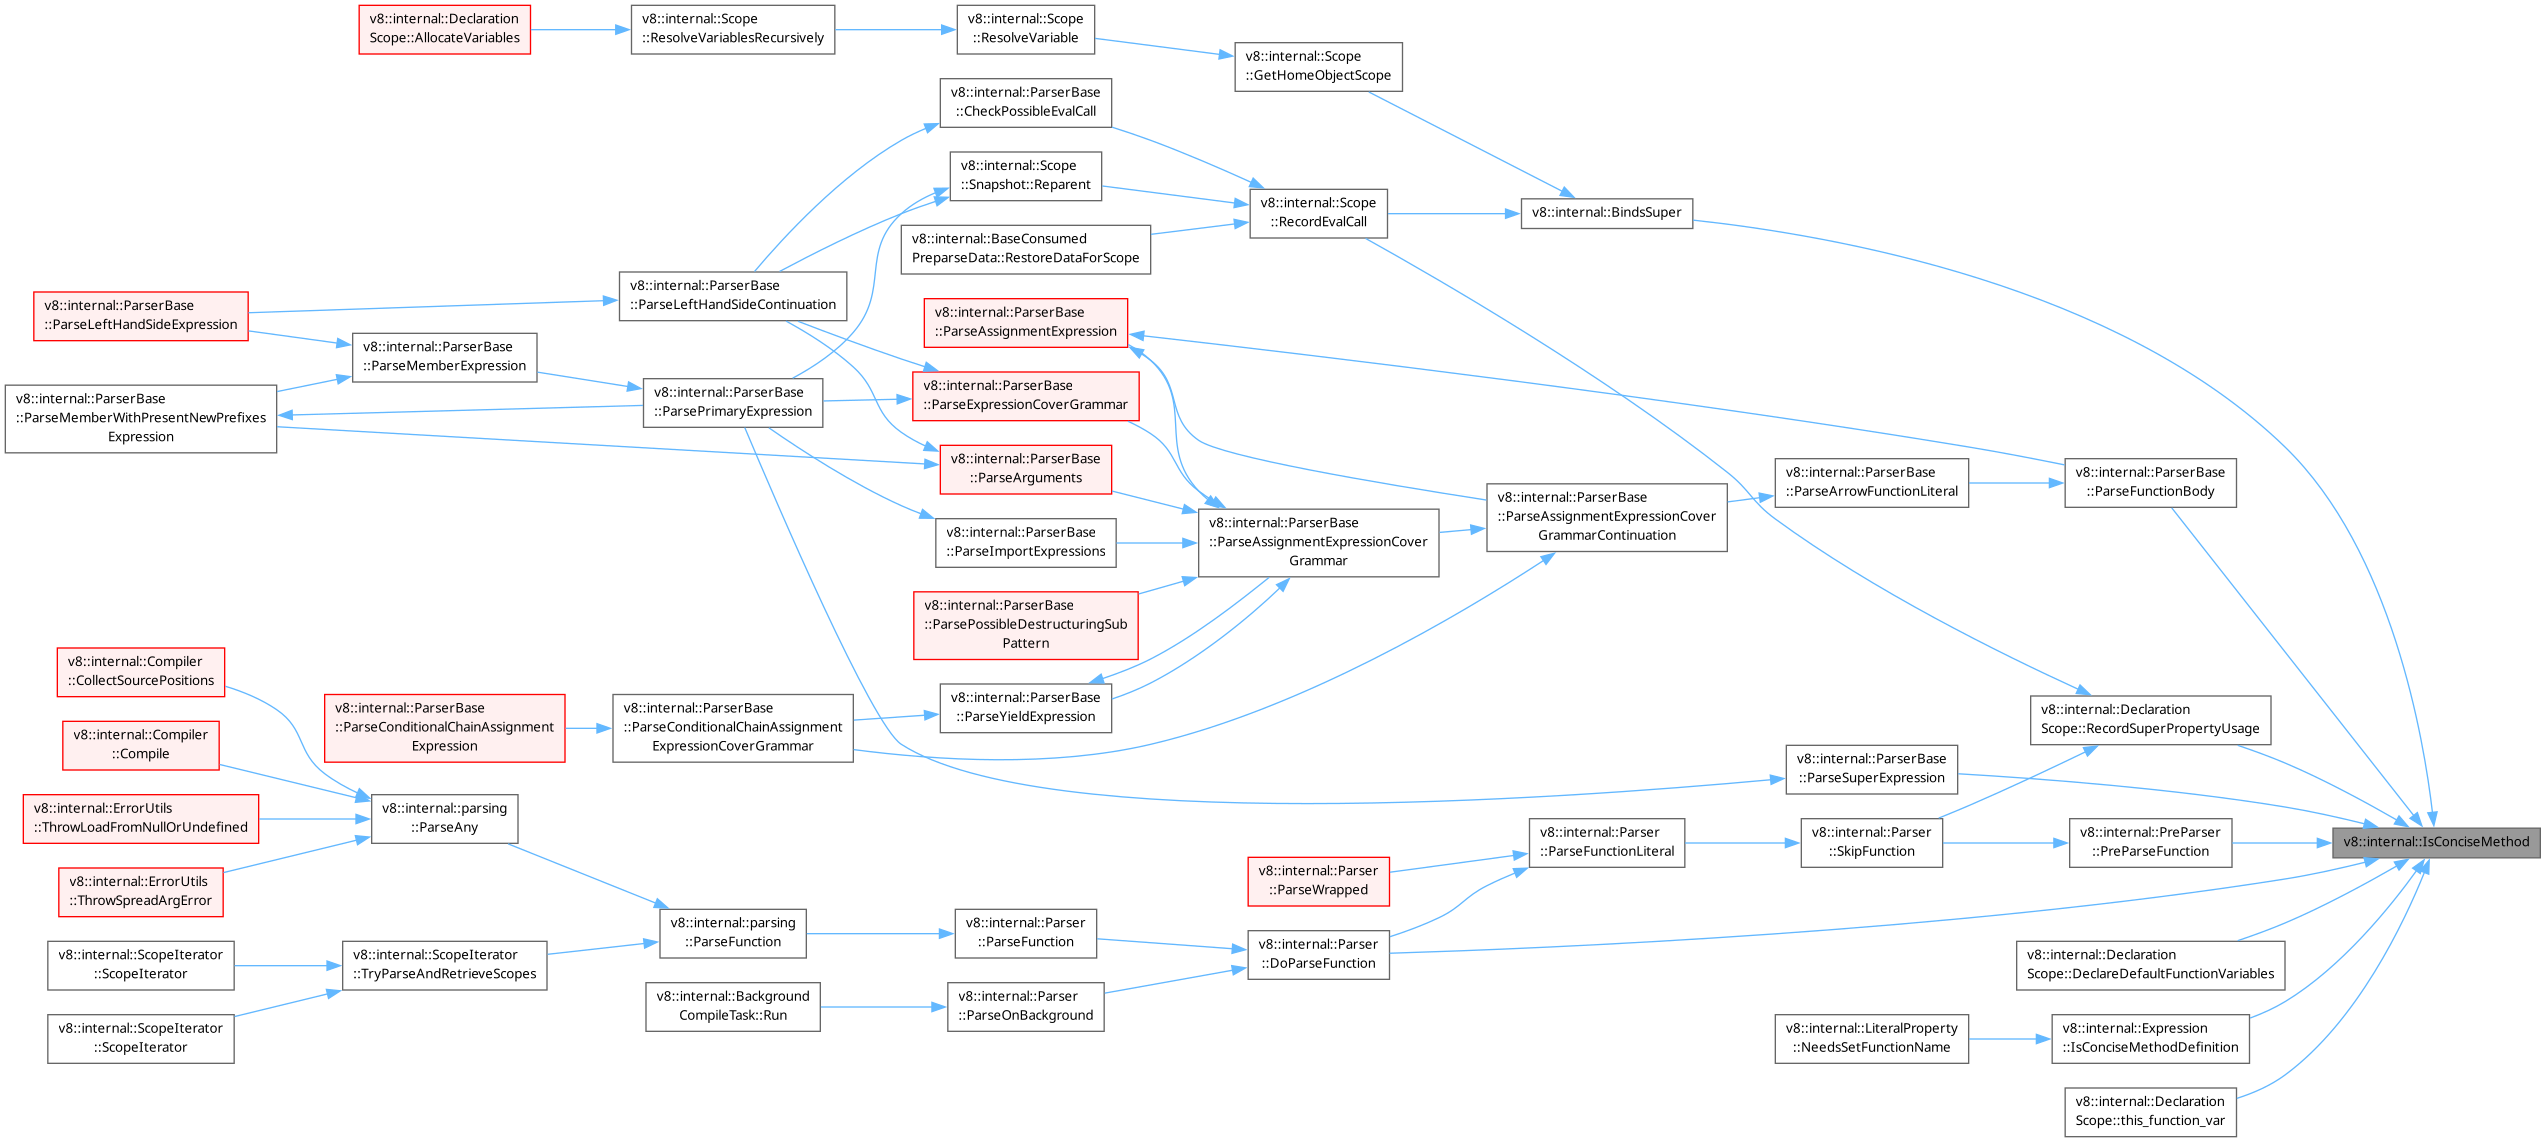 v8::internal::Declaration
Scope::AllocateVariables
v8::internal::Scope
::ResolveVariablesRecursively
v8::internal::Scope
::ResolveVariable
v8::internal::Scope
::GetHomeObjectScope
v8::internal::ParserBase
::CheckPossibleEvalCall
v8::internal::Scope
::Snapshot::Reparent
v8::internal::Scope
::RecordEvalCall
v8::internal::BindsSuper
v8::internal::BaseConsumed
PreparseData::RestoreDataForScope
v8::internal::ParserBase
::ParseLeftHandSideContinuation
v8::internal::ParserBase
::ParseLeftHandSideExpression
v8::internal::ParserBase
::ParseAssignmentExpression
v8::internal::ParserBase
::ParseMemberExpression
v8::internal::ParserBase
::ParseMemberWithPresentNewPrefixes
Expression
v8::internal::ParserBase
::ParsePrimaryExpression
v8::internal::ParserBase
::ParseExpressionCoverGrammar
v8::internal::ParserBase
::ParseArguments
v8::internal::ParserBase
::ParseImportExpressions
v8::internal::ParserBase
::ParseAssignmentExpressionCover
Grammar
v8::internal::ParserBase
::ParseAssignmentExpressionCover
GrammarContinuation
v8::internal::ParserBase
::ParseArrowFunctionLiteral
v8::internal::ParserBase
::ParseFunctionBody
v8::internal::ParserBase
::ParsePossibleDestructuringSub
Pattern
v8::internal::Compiler
::CollectSourcePositions
v8::internal::ParserBase
::ParseConditionalChainAssignment
Expression
v8::internal::ParserBase
::ParseConditionalChainAssignment
ExpressionCoverGrammar
v8::internal::ParserBase
::ParseYieldExpression
v8::internal::Declaration
Scope::RecordSuperPropertyUsage
v8::internal::Compiler
::Compile
v8::internal::ParserBase
::ParseSuperExpression
v8::internal::ErrorUtils
::ThrowLoadFromNullOrUndefined
v8::internal::parsing
::ParseAny
v8::internal::Parser
::ParseFunctionLiteral
v8::internal::Parser
::SkipFunction
v8::internal::PreParser
::PreParseFunction
v8::internal::IsConciseMethod
v8::internal::ErrorUtils
::ThrowSpreadArgError
v8::internal::Parser
::ParseWrapped
v8::internal::parsing
::ParseFunction
v8::internal::Parser
::ParseFunction
v8::internal::Parser
::DoParseFunction
v8::internal::ScopeIterator
::ScopeIterator
v8::internal::ScopeIterator
::TryParseAndRetrieveScopes
v8::internal::Declaration
Scope::DeclareDefaultFunctionVariables
v8::internal::Background
CompileTask::Run
v8::internal::Parser
::ParseOnBackground
v8::internal::ScopeIterator
::ScopeIterator
v8::internal::LiteralProperty
::NeedsSetFunctionName
v8::internal::Expression
::IsConciseMethodDefinition
v8::internal::Declaration
Scope::this_function_var